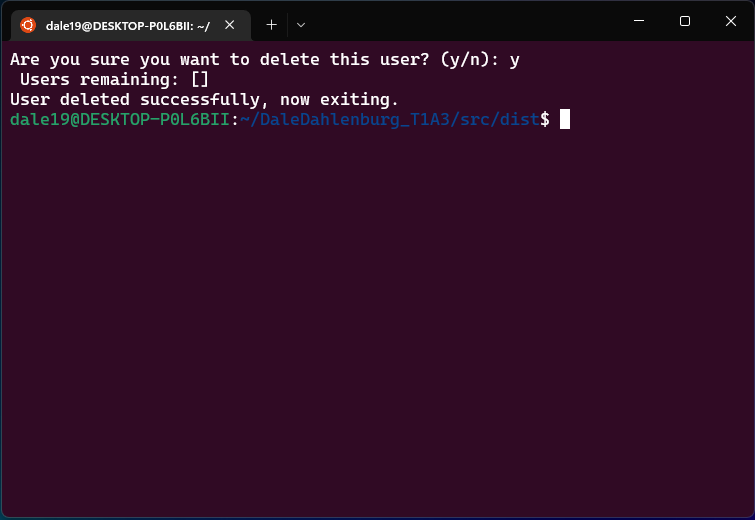 dale19@DESKTOP-P0L6BII: ~/
Are you sure you want to delete this user? (y/n): y
Users remaining: []
User deleted successfully, now exiting.
dale19@DESKTOP-P0L6BII:~/DaleDahlenburg_T1A3/src/dist$